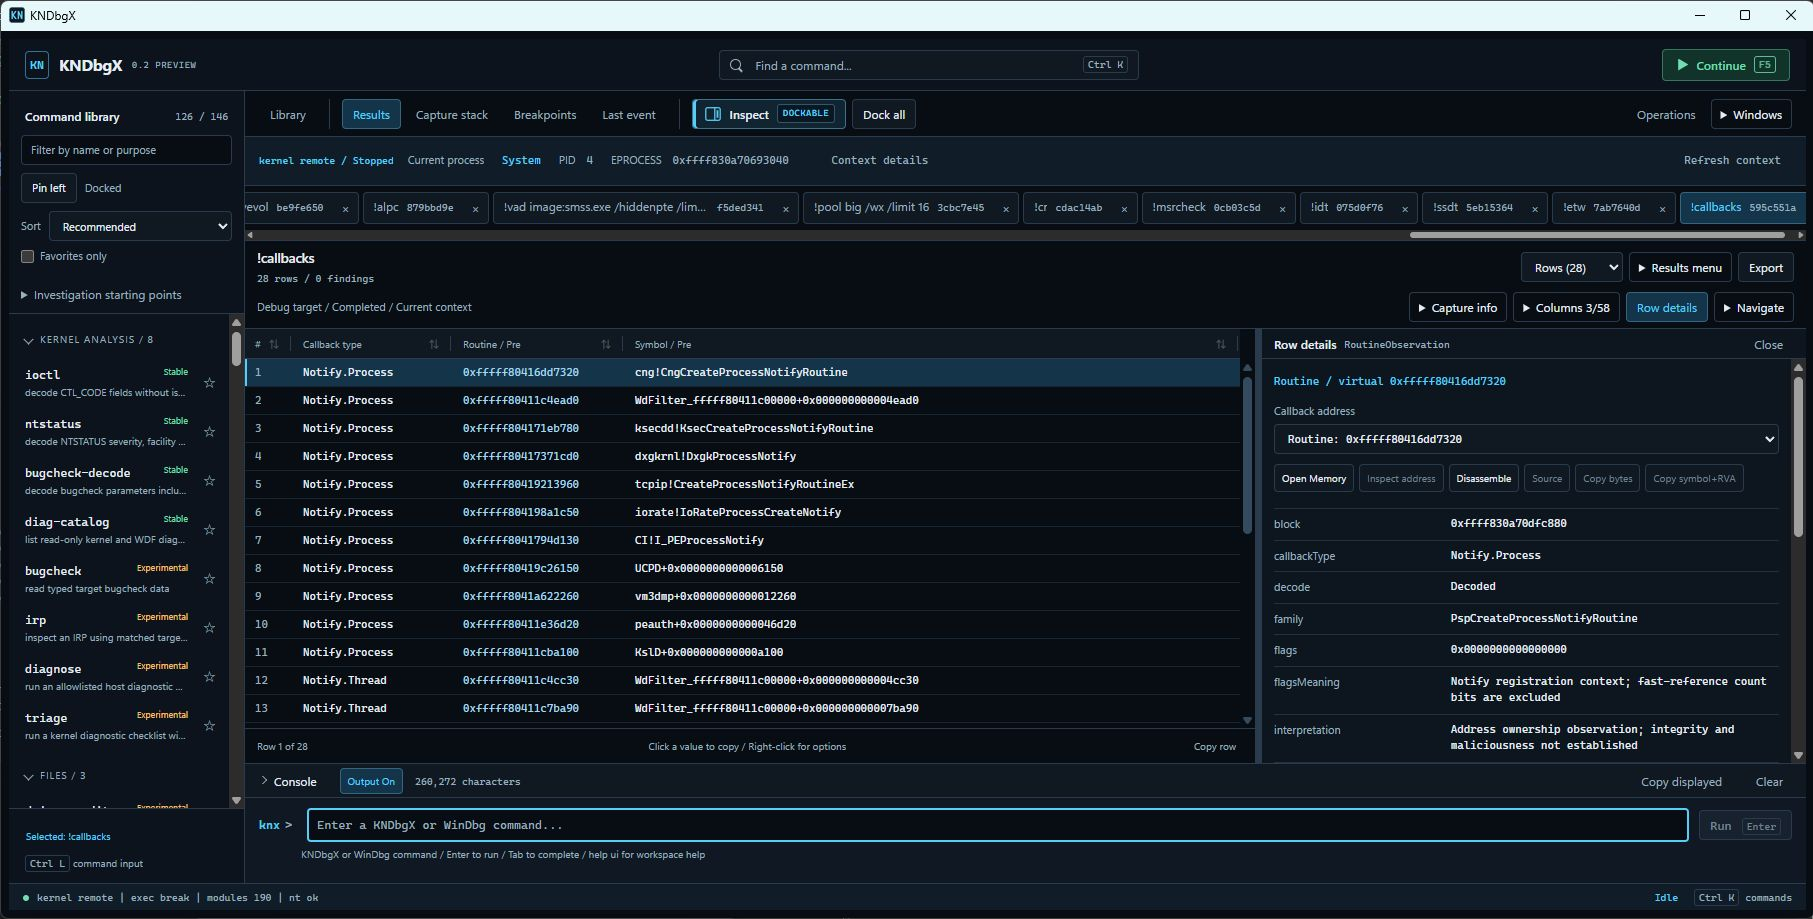 KN KNDbgX
KN KNDbgX 0.2 PREVIEW
Find a command... Ctrl K
Continue F5
Command library 126 / 146
Filter by name or purpose
Pin left Docked
Sort Recommended
Favorites only
Investigation starting points
KERNEL ANALYSIS / 8
ioctl Stable
decode CTL_CODE fields without is...
ntstatus Stable
decode NTSTATUS severity, facility ...
bugcheck-decode Stable
decode bugcheck parameters inclu...
diag-catalog Stable
list read-only kernel and WDF diag...
bugcheck Experimental
read typed target bugcheck data
irp Experimental
inspect an IRP using matched targe...
diagnose Experimental
run an allowlisted host diagnostic ...
triage Experimental
run a kernel diagnostic checklist wi...
FILES / 3
Experimental
Selected: !callbacks
Ctrl L command input
Library Results Capture stack Breakpoints Last event Inspect DOCKABLE Dock all Operations Windows
kernel remote / Stopped Current process System PID 4 EPROCESS 0xffff830a70693040 Context details Refresh context
evol be9fe650 × !alpc 879bbd9e × !vad image:smss.exe /hiddenpte /lim... f5ded341 × !pool big /wx /limit 16 3cbc7e45 × !cr cdac14ab × !msrcheck 0cb03c5d × !idt 075d0f76 × !ssdt 5eb15364 × !etw 7ab7640d × !callbacks 595c551a
!callbacks
28 rows / 0 findings
Rows (28) Results menu Export
Debug target / Completed / Current context
Capture info Columns 3/58 Row details Navigate
# Callback type Routine / Pre Symbol / Pre
1 Notify.Process 0xfffff80416dd7320 cng!CngCreateProcessNotifyRoutine
2 Notify.Process 0xfffff80411c4ead0 WdFilter_fffff80411c00000+0x000000000004ead0
3 Notify.Process 0xfffff804171eb780 ksecdd!KsecCreateProcessNotifyRoutine
4 Notify.Process 0xfffff80417371cd0 dxgkrnl!DxgkProcessNotify
5 Notify.Process 0xfffff80419213960 tcpip!CreateProcessNotifyRoutineEx
6 Notify.Process 0xfffff804198a1c50 iorate!IoRateProcessCreateNotify
7 Notify.Process 0xfffff8041794d130 CI!I_PEProcessNotify
8 Notify.Process 0xfffff80419c26150 UCPD+0x0000000000006150
9 Notify.Process 0xfffff8041a622260 vm3dmp+0x0000000000012260
10 Notify.Process 0xfffff80411e36d20 peauth+0x0000000000046d20
11 Notify.Process 0xfffff80411cba100 KslD+0x000000000000a100
12 Notify.Thread 0xfffff80411c4cc30 WdFilter_fffff80411c00000+0x000000000004cc30
13 Notify.Thread 0xfffff80411c7ba90 WdFilter_fffff80411c00000+0x000000000007ba90
Row 1 of 28 Click a value to copy / Right-click for options Copy row
Row details RoutineObservation Close
Routine / virtual 0xfffff80416dd7320
Callback address
Routine: 0xfffff80416dd7320
Open Memory Inspect address Disassemble Source Copy bytes Copy symbol+RVA
block 0xffff830a70dfc880
callbackType Notify.Process
decode Decoded
family PspCreateProcessNotifyRoutine
flags 0x0000000000000000
flagsMeaning Notify registration context; fast-reference count
bits are excluded
interpretation Address ownership observation; integrity and
maliciousness not established
Console Output On 260,272 characters Copy displayed Clear
knx > Enter a KNDbgX or WinDbg command... Run Enter
KNDbgX or WinDbg command / Enter to run / Tab to complete / help ui for workspace help
kernel remote | exec break | modules 190 | nt ok Idle Ctrl K commands